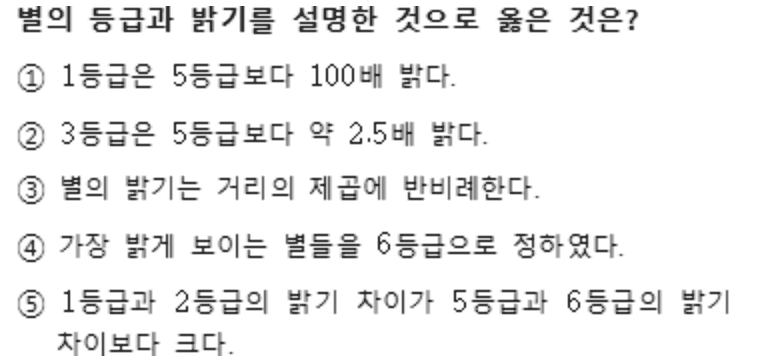 별의 등급과 밝기를 설명한 것으로 옳은 것은?
① 1등급은 5등급보다 100배 밝다.
② 3등급은 5등급보다 약 2.5배 밝다.
③ 별의 밝기는 거리의 제곱에 반비례한다.
④ 가장 밝게 보이는 별들을 6등급으로 정하였다.
⑤ 1등급과 2등급의 밝기 차이가 5등급과 6등급의 밝기
차이보다 크다.